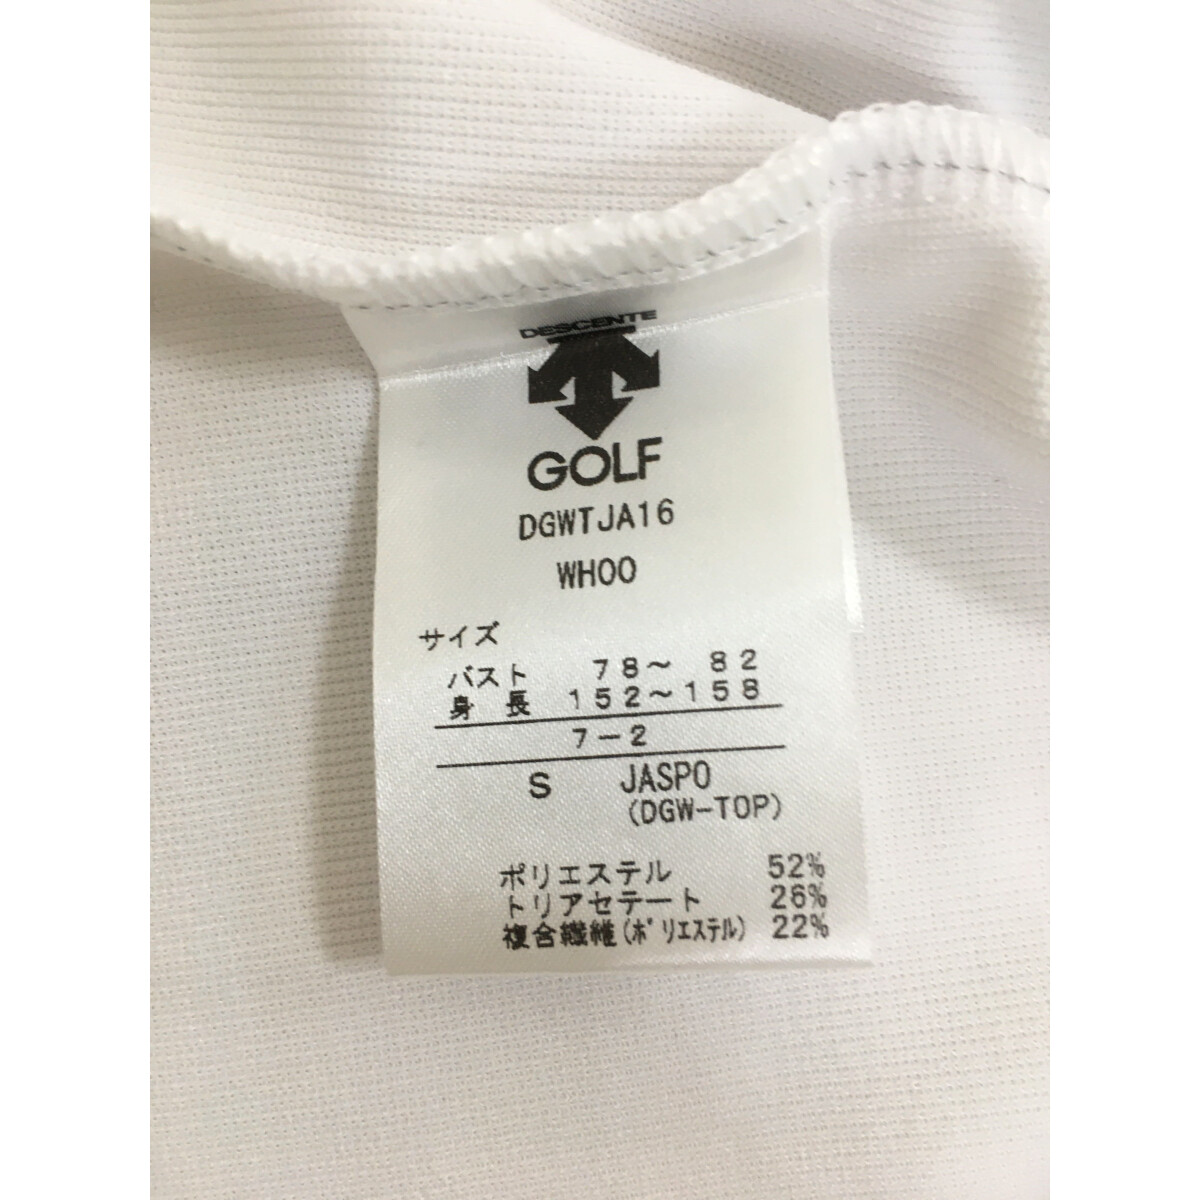 DESCENTE
GOLF
DGWTJA16
WH00
サイズ
バスト 78～ 82
身 長 152～158
7－2
S JASPO
(DGW-TOP)
ポリエステル 52%
トリアセテート 26%
複合繊維(ﾎﾟﾘｴｽﾃﾙ) 22%